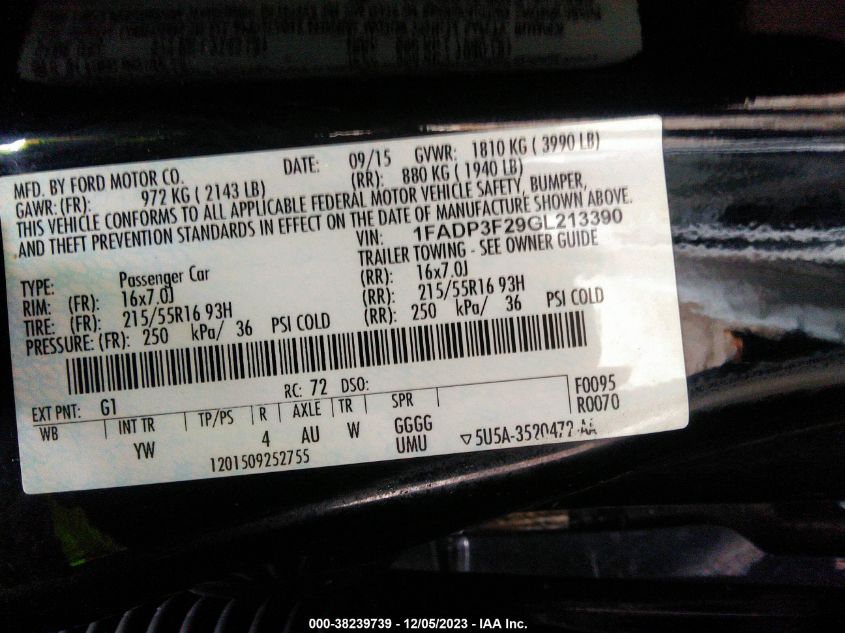 MFD. BY FORD MOTOR CO.
DATE: 09/15 GVWR: 1810 KG ( 3990 LB)
GAWR: (FR): 972 KG ( 2143 LB) (RR): 880 KG ( 1940 LB)
THIS VEHICLE CONFORMS TO ALL APPLICABLE FEDERAL MOTOR VEHICLE SAFETY, BUMPER,
AND THEFT PREVENTION STANDARDS IN EFFECT ON THE DATE OF MANUFACTURE SHOWN ABOVE.
VIN: 1FADP3F29GL213390
TYPE: Passenger Car TRAILER TOWING - SEE OWNER GUIDE
RIM: (FR): 16x7.0J (RR): 16x7.0J
TIRE: (FR): 215/55R16 93H (RR): 215/55R16 93H
PRESSURE: (FR): 250 kPa/ 36 PSI COLD (RR): 250 kPa/ 36 PSI COLD
RC: 72 DSO:
EXT PNT: G1 F0095
WB INT TR TP/PS R AXLE TR SPR R0070
YW 4 AU W GGGG
UMU
1201509252755 ▽5U5A-3520472-AA
000-38239739 - 12/05/2023 - IAA Inc.